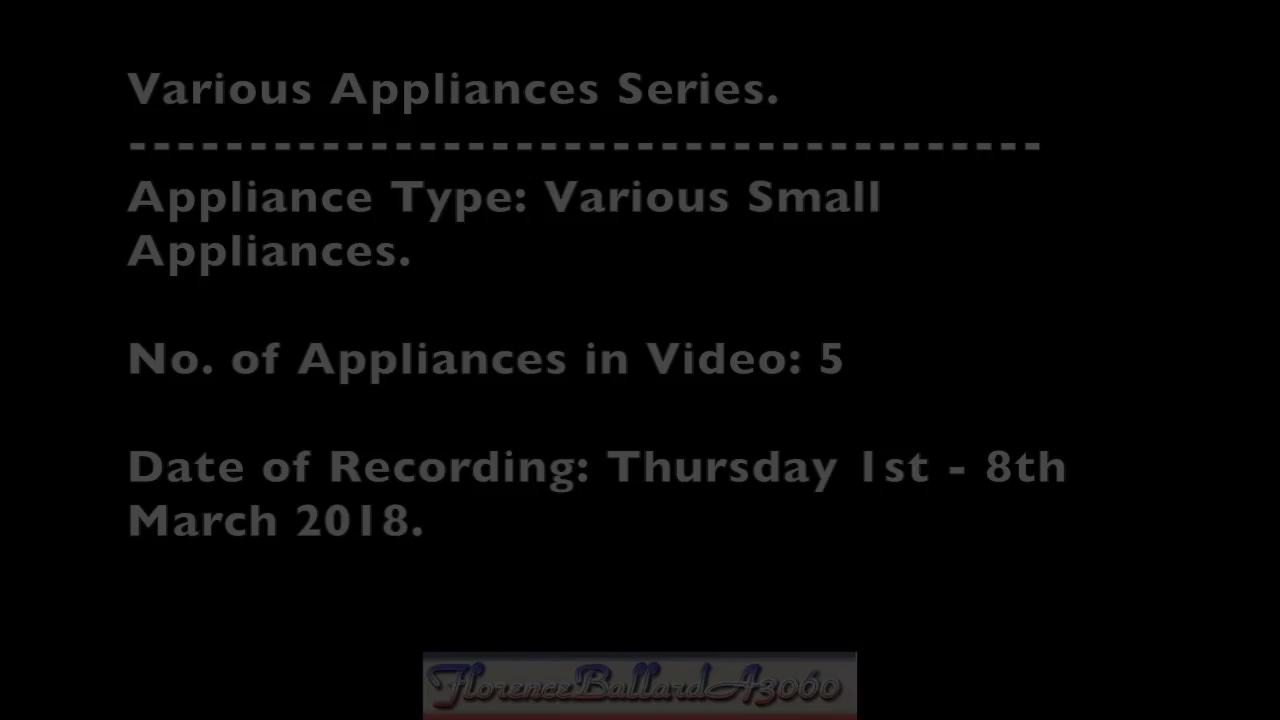 Various Appliances Series.
--------------------------------------
Appliance Type: Various Small
Appliances.
No. of Appliances in Video: 5
Date of Recording: Thursday 1st - 8th
March 2018.
FlorenceBallardA3060